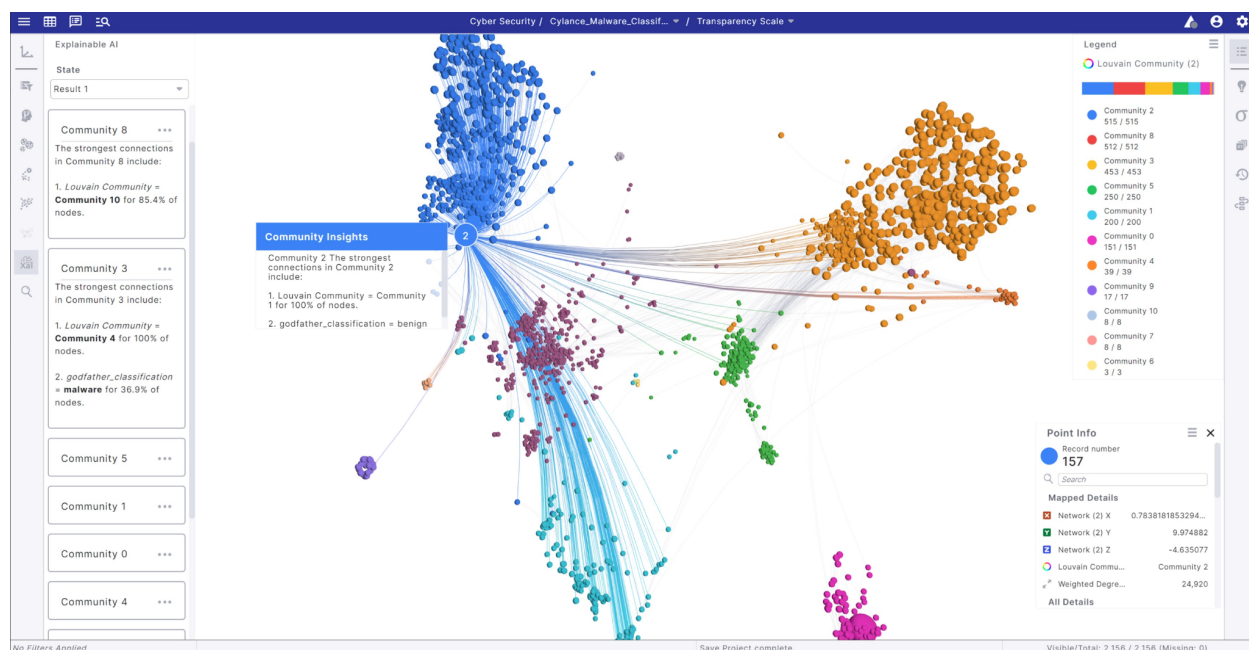 Cyber Security / Cylance_Malware_Classif... / Transparency Scale
Explainable AI
State
Result 1
Community 8
The strongest connections
in Community 8 include:
1. Louvain Community =
Community 10 for 85.4% of
nodes.
Community 3
The strongest connections
in Community 3 include:
1. Louvain Community =
Community 4 for 100% of
nodes.
2. godfather_classification
= malware for 36.9% of
nodes.
Community 5
Community 1
Community 0
Community 4
xai
Community Insights
2
Community 2 The strongest
connections in Community 2
include:
1. Louvain Community = Community
1 for 100% of nodes.
2. godfather_classification = benign
Legend
Louvain Community (2)
Community 2
515 / 515
Community 8
512 / 512
Community 3
453 / 453
Community 5
250 / 250
Community 1
200 / 200
Community 0
151 / 151
Community 4
39 / 39
Community 9
17 / 17
Community 10
8 / 8
Community 7
8 / 8
Community 6
3 / 3
Point Info
Record number
157
Search
Mapped Details
X Network (2) X 0.7838181853294...
Y Network (2) Y 9.974882
Z Network (2) Z -4.635077
Louvain Commu... Community 2
Weighted Degre... 24,920
All Details
No Filters Applied
Save Project complete
Visible/Total: 2,156 / 2,156 (Missing: 0)